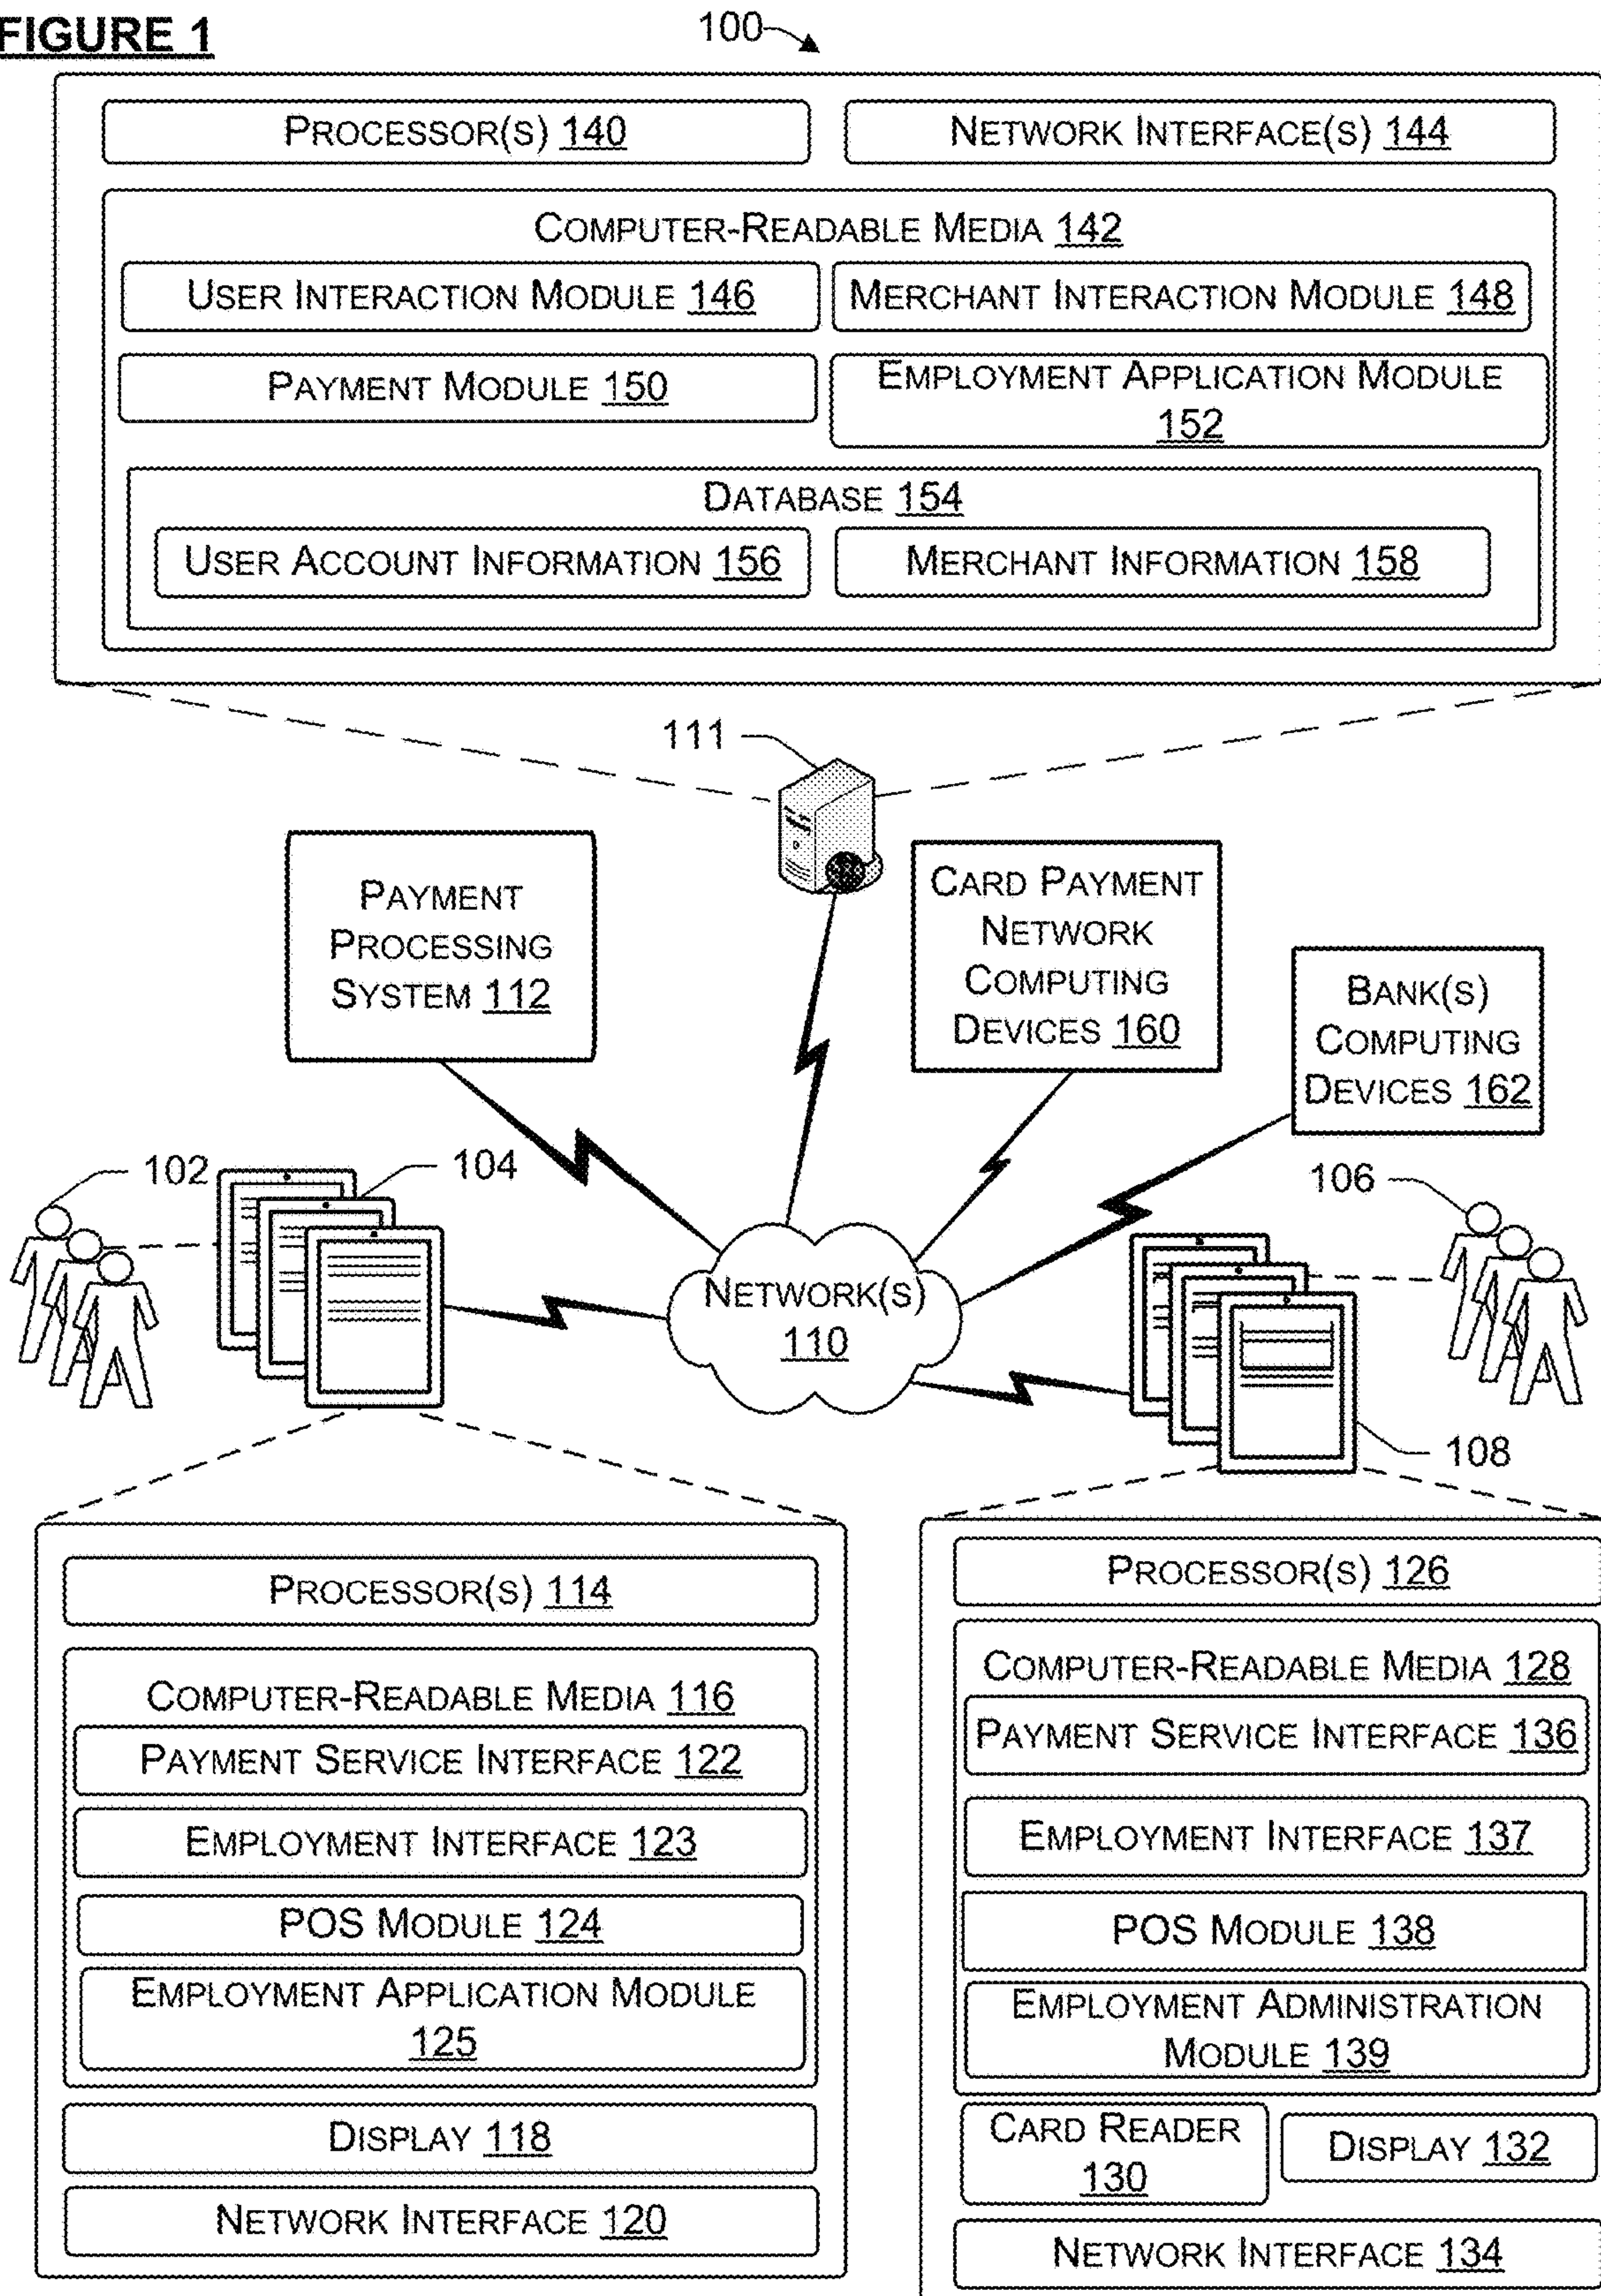 FIGURE 1
100
PROCESSOR(S) 140
NETWORK INTERFACE(S) 144
COMPUTER-READABLE MEDIA 142
USER INTERACTION MODULE 146
MERCHANT INTERACTION MODULE 148
PAYMENT MODULE 150
EMPLOYMENT APPLICATION MODULE
152
DATABASE 154
USER ACCOUNT INFORMATION 156
MERCHANT INFORMATION 158
111
PAYMENT
PROCESSING
SYSTEM 112
CARD PAYMENT
NETWORK
COMPUTING
DEVICES 160
BANK(S)
COMPUTING
DEVICES 162
102
104
106
NETWORK(S)
110
108
PROCESSOR(S) 114
COMPUTER-READABLE MEDIA 116
PAYMENT SERVICE INTERFACE 122
EMPLOYMENT INTERFACE 123
POS MODULE 124
EMPLOYMENT APPLICATION MODULE
125
DISPLAY 118
NETWORK INTERFACE 120
PROCESSOR(S) 126
COMPUTER-READABLE MEDIA 128
PAYMENT SERVICE INTERFACE 136
EMPLOYMENT INTERFACE 137
POS MODULE 138
EMPLOYMENT ADMINISTRATION
MODULE 139
CARD READER
130
DISPLAY 132
NETWORK INTERFACE 134